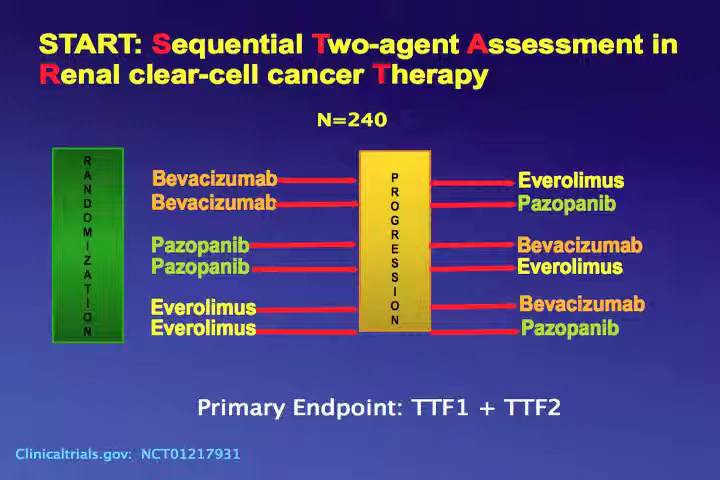 START: Sequential Two-agent Assessment in
Renal clear-cell cancer Therapy
N=240
RANDOMIZATION
Bevacizumab
Bevacizumab
Pazopanib
Pazopanib
Everolimus
Everolimus
PROGRESSION
Everolimus
Pazopanib
Bevacizumab
Everolimus
Bevacizumab
Pazopanib
Primary Endpoint: TTF1 + TTF2
Clinicaltrials.gov: NCT01217931